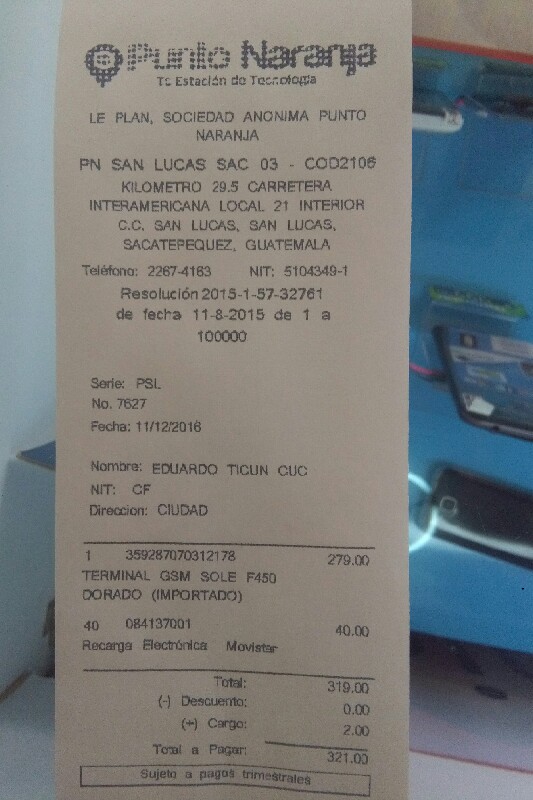 Punto Naranja
Tu Estación de Tecnología
LE PLAN, SOCIEDAD ANONIMA PUNTO
NARANJA
PN SAN LUCAS SAC 03 - COD2106
KILOMETRO 29.5 CARRETERA
INTERAMERICANA LOCAL 21 INTERIOR
C.C. SAN LUCAS, SAN LUCAS,
SACATEPEQUEZ, GUATEMALA
Teléfono: 2267-4163 NIT: 5104349-1
Resolución 2015-1-57-32761
de fecha 11-8-2015 de 1 a
100000
Serie: PSL
No. 7627
Fecha: 11/12/2016
Nombre: EDUARDO TICUN CUC
NIT: CF
Direccion: CIUDAD
1 359287070312178 279.00
TERMINAL GSM SOLE F450
DORADO (IMPORTADO)
40 084137001 40.00
Recarga Electrónica Movistar
Total: 319.00
(-) Descuento: 0.00
(+) Cargo: 2.00
Total a Pagar: 321.00
Sujeto a pagos trimestrales